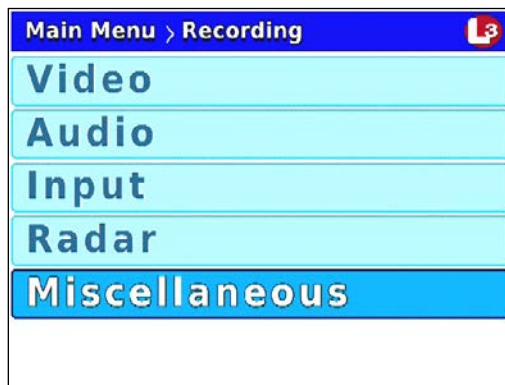 Main Menu > Recording L3
Video
Audio
Input
Radar
Miscellaneous